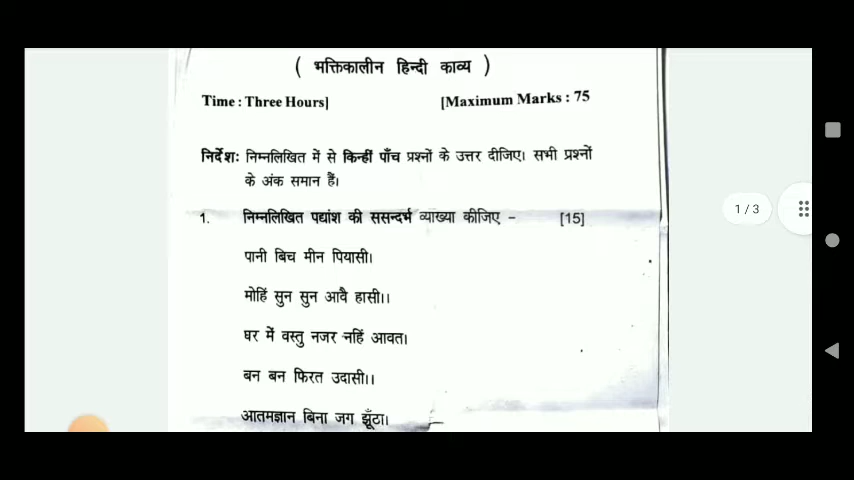 ( भक्तिकालीन हिन्दी काव्य )
Time : Three Hours] [Maximum Marks : 75
निर्देशः निम्नलिखित में से किन्हीं पाँच प्रश्नों के उत्तर दीजिए। सभी प्रश्नों
के अंक समान हैं।
1. निम्नलिखित पद्यांश की ससन्दर्भ व्याख्या कीजिए – [15]
पानी बिच मीन पियासी।
मोहिं सुन सुन आवै हासी।।
घर में वस्तु नजर नहिं आवत।
बन बन फिरत उदासी।।
आतमज्ञान बिना जग झूँठा।
1 / 3